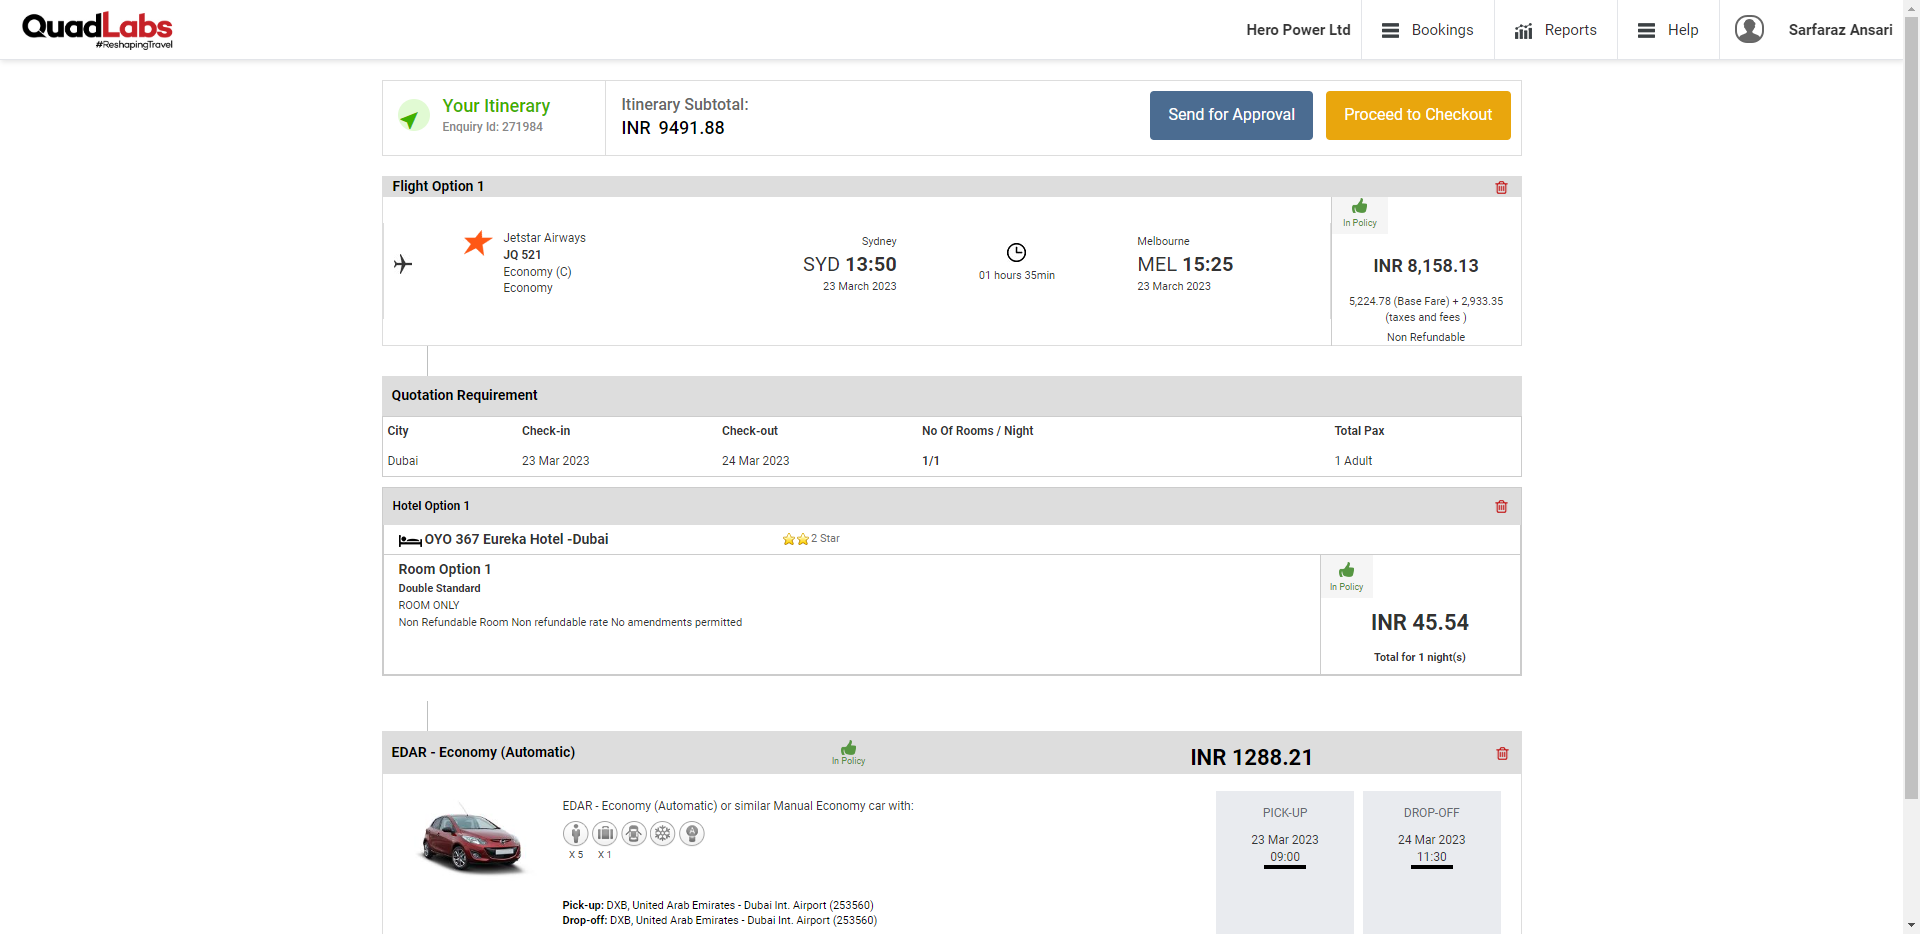 QuadLabs
#ReshapingTravel
Hero Power Ltd
Bookings
Reports
Help
Sarfaraz Ansari
Your Itinerary
Enquiry Id: 271984
Itinerary Subtotal:
INR 9491.88
Send for Approval
Proceed to Checkout
Flight Option 1
Jetstar Airways
JQ 521
Economy (C)
Economy
Sydney
SYD 13:50
23 March 2023
01 hours 35min
Melbourne
MEL 15:25
23 March 2023
In Policy
INR 8,158.13
5,224.78 (Base Fare) + 2,933.35
(taxes and fees )
Non Refundable
Quotation Requirement
City Check-in Check-out No Of Rooms / Night Total Pax
Dubai 23 Mar 2023 24 Mar 2023 1/1 1 Adult
Hotel Option 1
OYO 367 Eureka Hotel -Dubai
2 Star
Room Option 1
Double Standard
ROOM ONLY
Non Refundable Room Non refundable rate No amendments permitted
In Policy
INR 45.54
Total for 1 night(s)
EDAR - Economy (Automatic)
In Policy
INR 1288.21
EDAR - Economy (Automatic) or similar Manual Economy car with:
X 5 X 1
Pick-up: DXB, United Arab Emirates - Dubai Int. Airport (253560)
Drop-off: DXB, United Arab Emirates - Dubai Int. Airport (253560)
PICK-UP
23 Mar 2023
09:00
DROP-OFF
24 Mar 2023
11:30